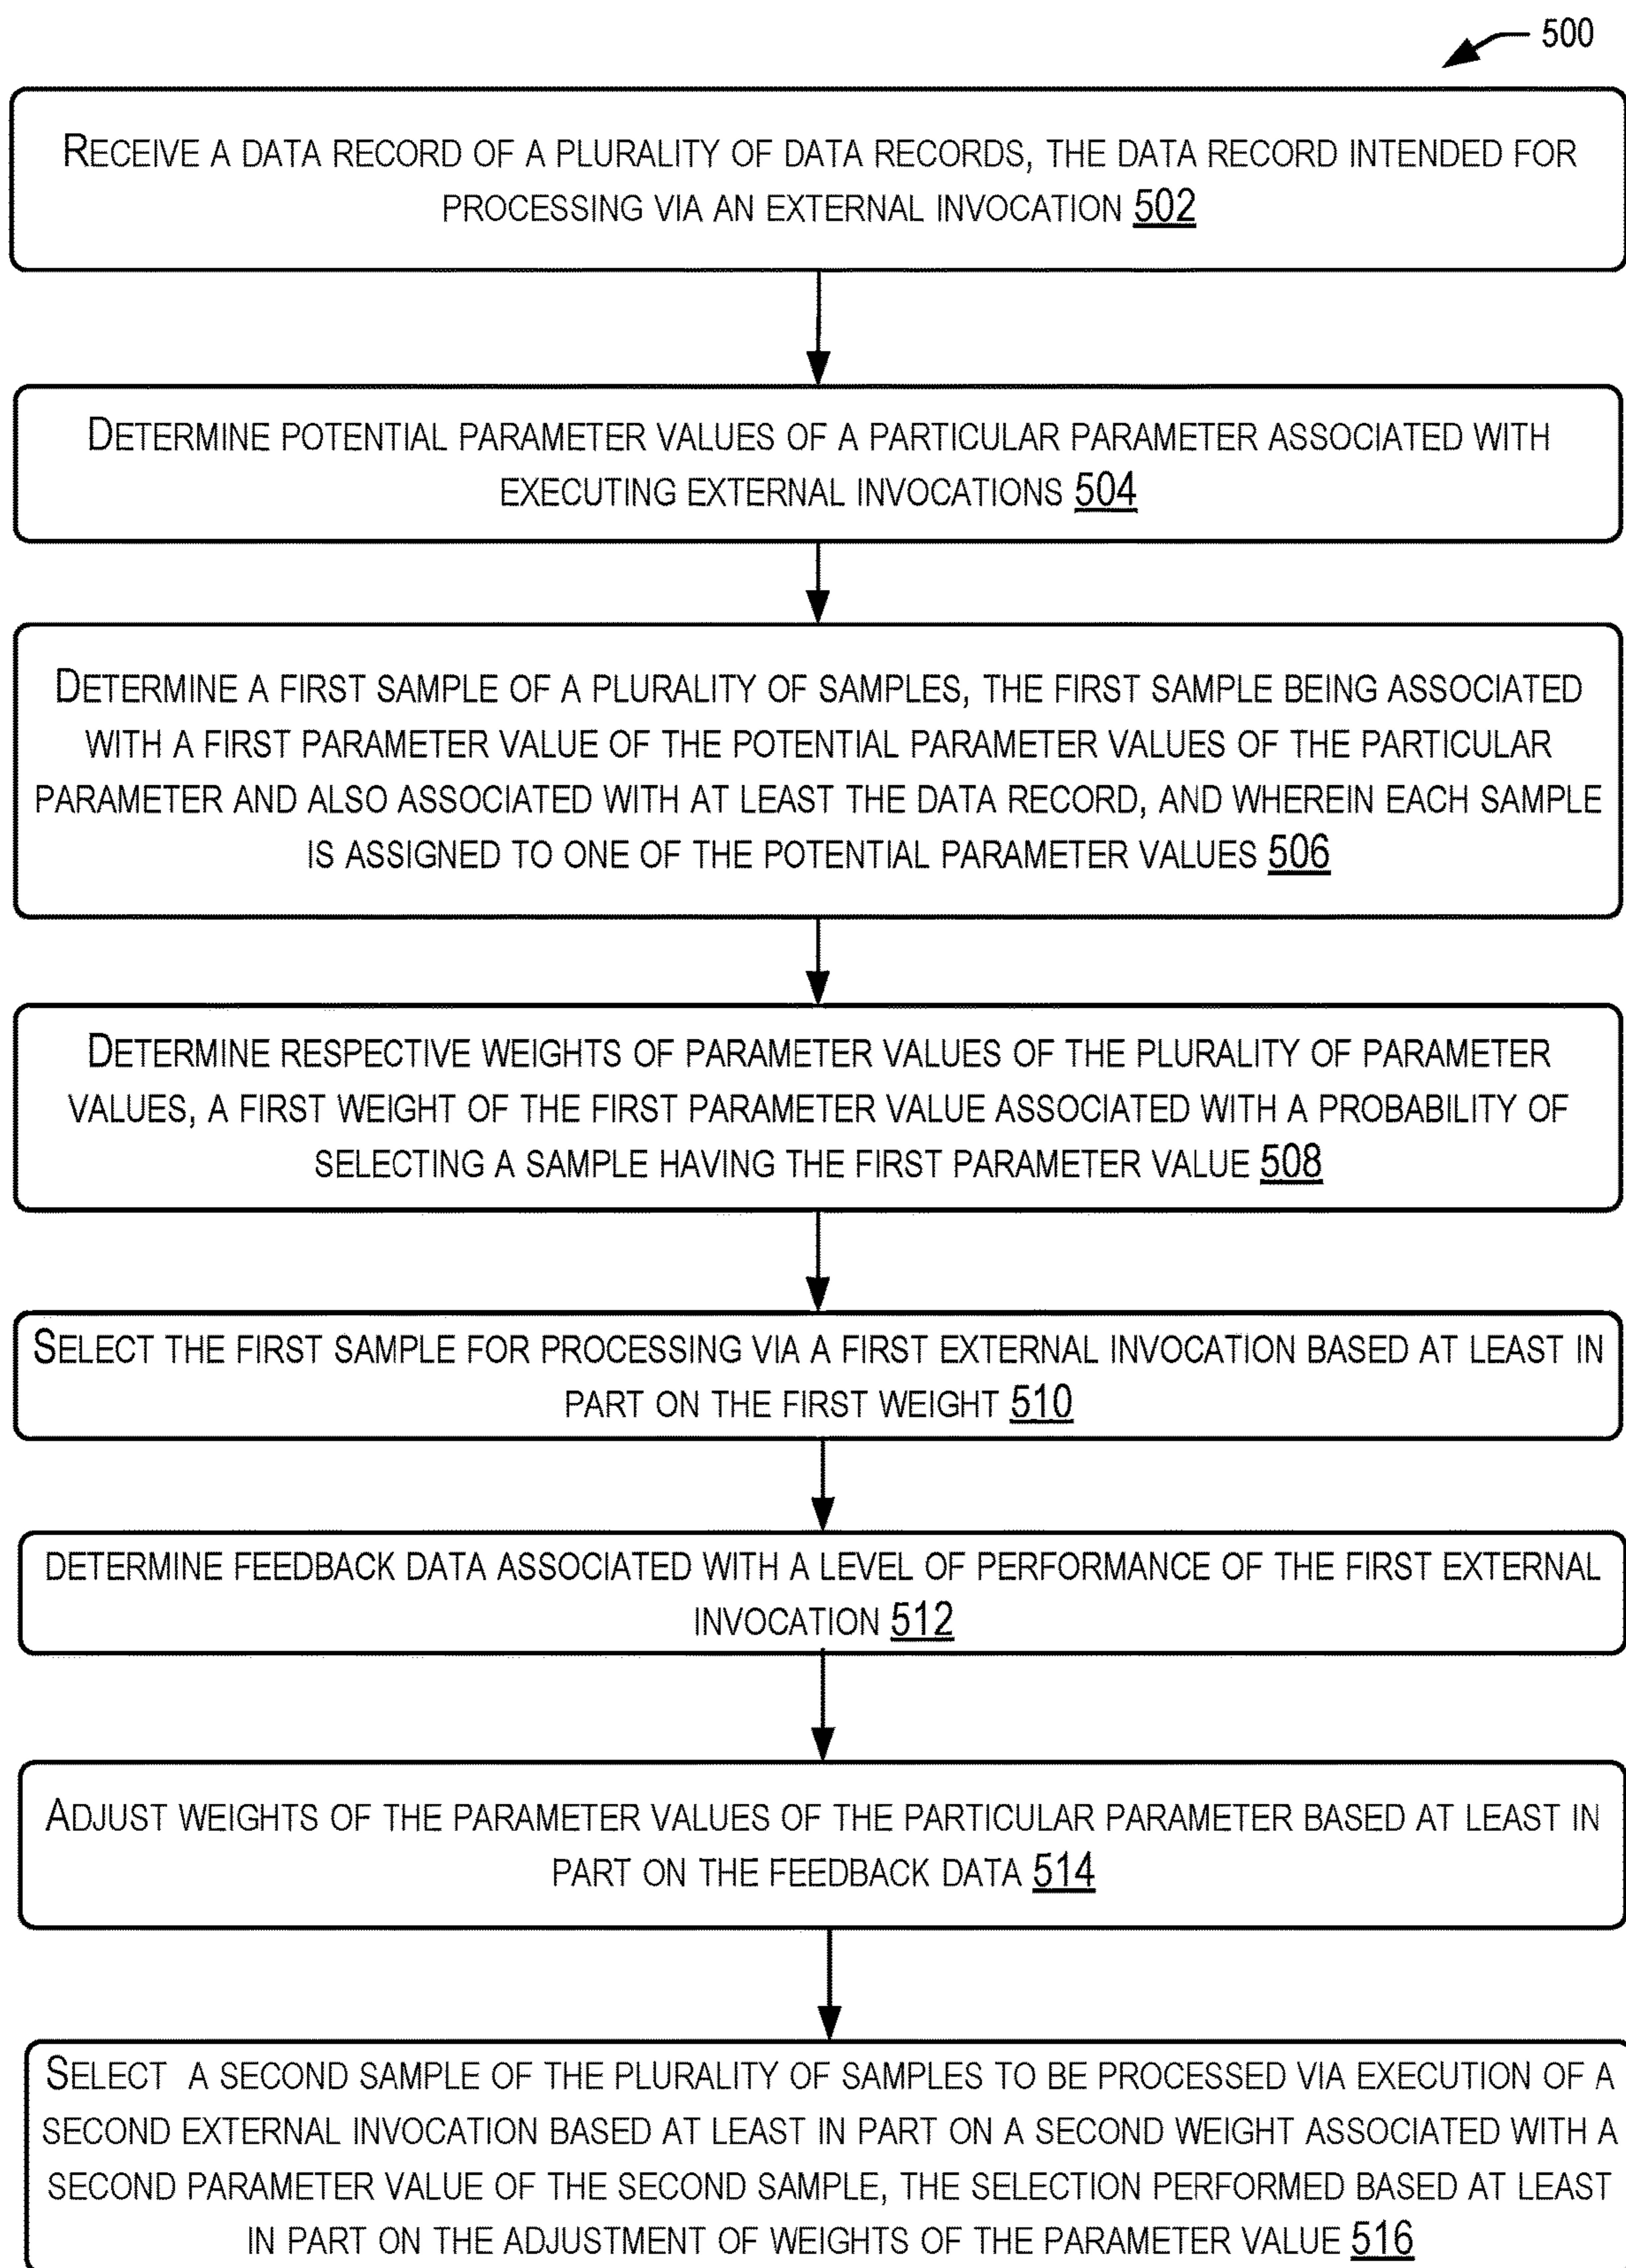 500
RECEIVE A DATA RECORD OF A PLURALITY OF DATA RECORDS, THE DATA RECORD INTENDED FOR
PROCESSING VIA AN EXTERNAL INVOCATION 502
DETERMINE POTENTIAL PARAMETER VALUES OF A PARTICULAR PARAMETER ASSOCIATED WITH
EXECUTING EXTERNAL INVOCATIONS 504
DETERMINE A FIRST SAMPLE OF A PLURALITY OF SAMPLES, THE FIRST SAMPLE BEING ASSOCIATED
WITH A FIRST PARAMETER VALUE OF THE POTENTIAL PARAMETER VALUES OF THE PARTICULAR
PARAMETER AND ALSO ASSOCIATED WITH AT LEAST THE DATA RECORD, AND WHEREIN EACH SAMPLE
IS ASSIGNED TO ONE OF THE POTENTIAL PARAMETER VALUES 506
DETERMINE RESPECTIVE WEIGHTS OF PARAMETER VALUES OF THE PLURALITY OF PARAMETER
VALUES, A FIRST WEIGHT OF THE FIRST PARAMETER VALUE ASSOCIATED WITH A PROBABILITY OF
SELECTING A SAMPLE HAVING THE FIRST PARAMETER VALUE 508
SELECT THE FIRST SAMPLE FOR PROCESSING VIA A FIRST EXTERNAL INVOCATION BASED AT LEAST IN
PART ON THE FIRST WEIGHT 510
DETERMINE FEEDBACK DATA ASSOCIATED WITH A LEVEL OF PERFORMANCE OF THE FIRST EXTERNAL
INVOCATION 512
ADJUST WEIGHTS OF THE PARAMETER VALUES OF THE PARTICULAR PARAMETER BASED AT LEAST IN
PART ON THE FEEDBACK DATA 514
SELECT A SECOND SAMPLE OF THE PLURALITY OF SAMPLES TO BE PROCESSED VIA EXECUTION OF A
SECOND EXTERNAL INVOCATION BASED AT LEAST IN PART ON A SECOND WEIGHT ASSOCIATED WITH A
SECOND PARAMETER VALUE OF THE SECOND SAMPLE, THE SELECTION PERFORMED BASED AT LEAST
IN PART ON THE ADJUSTMENT OF WEIGHTS OF THE PARAMETER VALUE 516